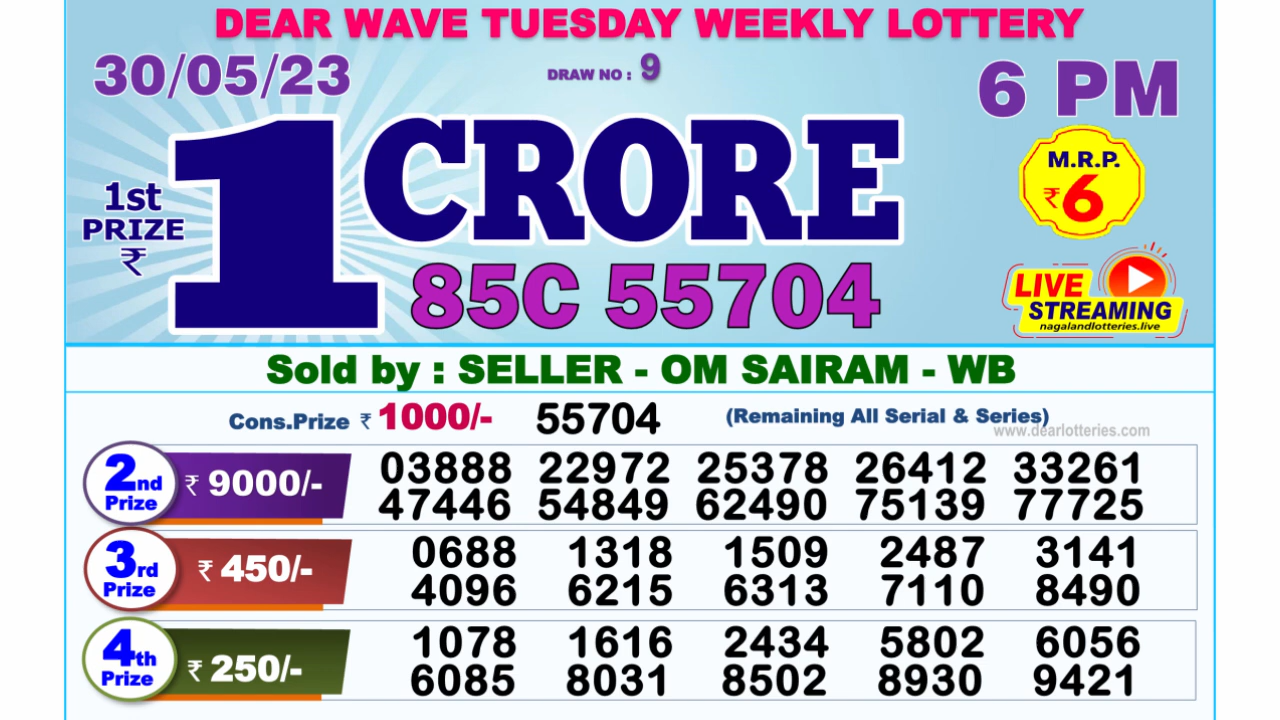 DEAR WAVE TUESDAY WEEKLY LOTTERY
30/05/23
DRAW NO : 9
6 PM
1st
PRIZE
₹
1 CRORE
85C 55704
M.R.P.
₹6
LIVE
STREAMING
nagalandlotteries.live
Sold by : SELLER - OM SAIRAM - WB
Cons.Prize ₹ 1000/- 55704 (Remaining All Serial & Series)
www.dearlotteries.com
2nd
Prize
₹ 9000/-
03888 22972 25378 26412 33261
47446 54849 62490 75139 77725
3rd
Prize
₹ 450/-
0688 1318 1509 2487 3141
4096 6215 6313 7110 8490
4th
Prize
₹ 250/-
1078 1616 2434 5802 6056
6085 8031 8502 8930 9421